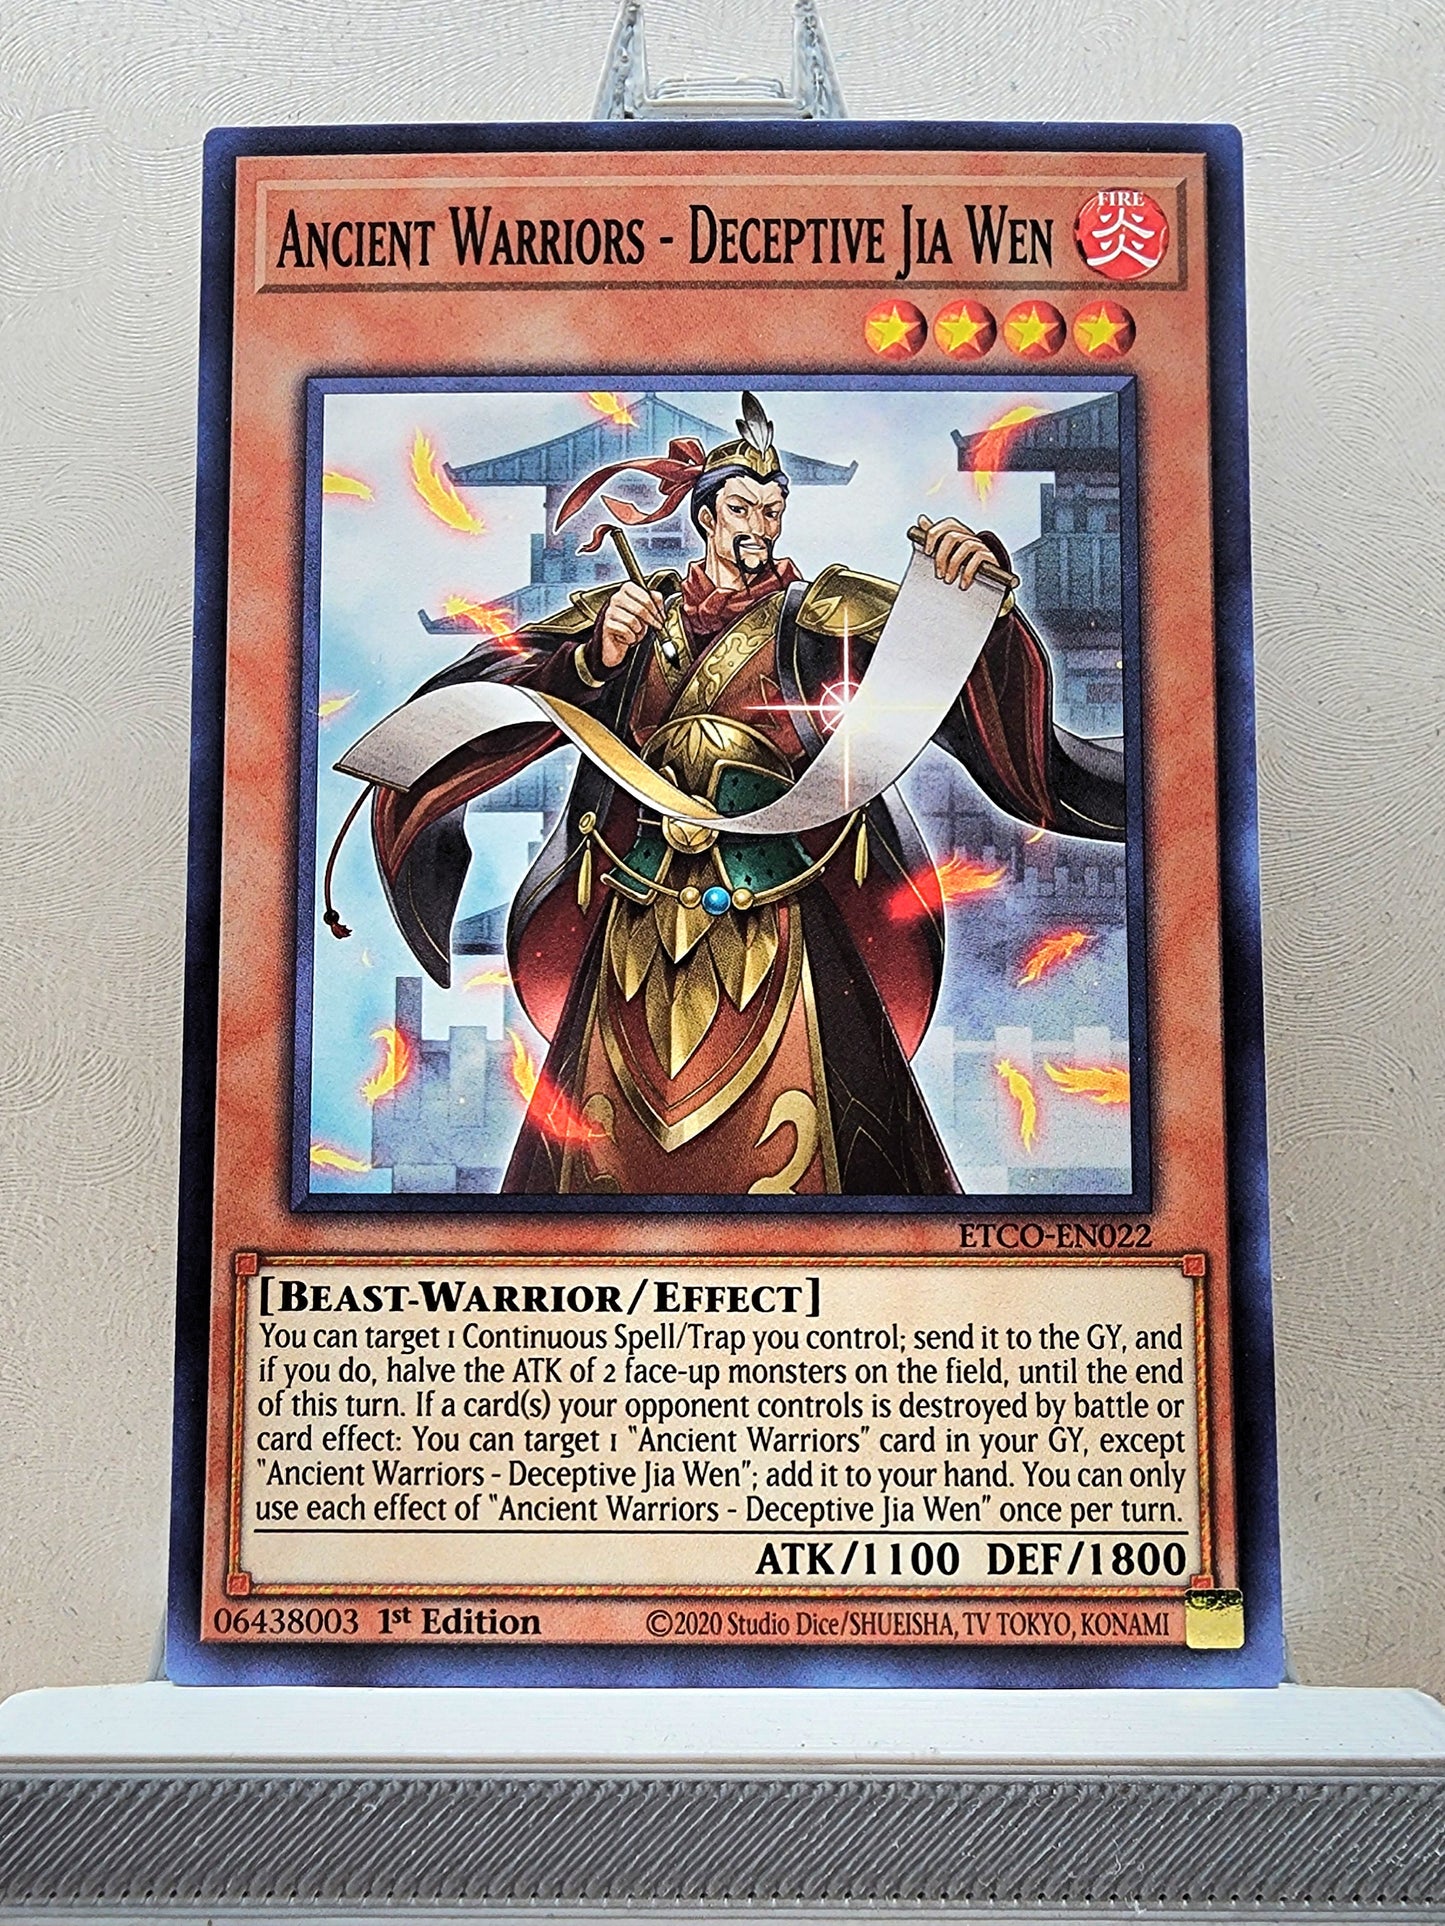 ANCIENT WARRIORS - DECEPTIVE JIA WEN
FIRE
炎
ETCO-EN022
[BEAST-WARRIOR/EFFECT]
You can target 1 Continuous Spell/Trap you control; send it to the GY, and
if you do, halve the ATK of 2 face-up monsters on the field, until the end
of this turn. If a card(s) your opponent controls is destroyed by battle or
card effect: You can target 1 "Ancient Warriors" card in your GY, except
"Ancient Warriors - Deceptive Jia Wen"; add it to your hand. You can only
use each effect of "Ancient Warriors - Deceptive Jia Wen" once per turn.
ATK/1100 DEF/1800
06438003 1st Edition
©2020 Studio Dice/SHUEISHA, TV TOKYO, KONAMI